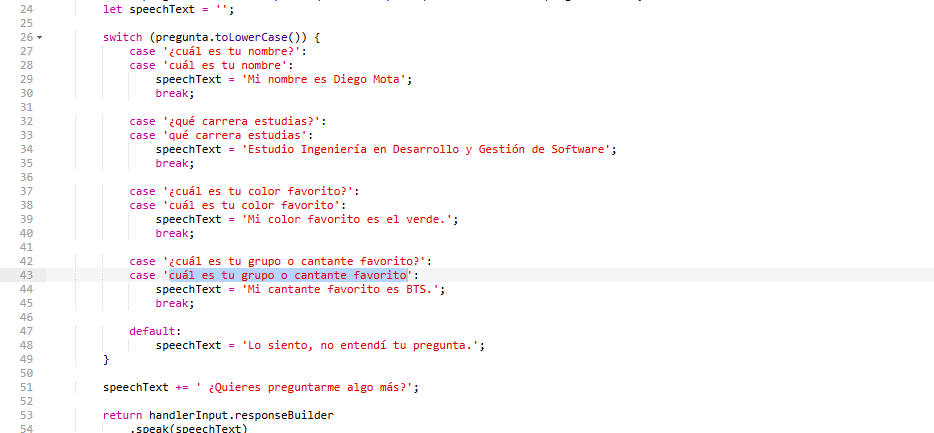 24 let speechText = '';
25
26 switch (pregunta.toLowerCase()) {
27 case '¿cuál es tu nombre?':
28 case 'cuál es tu nombre':
29 speechText = 'Mi nombre es Diego Mota';
30 break;
31
32 case '¿qué carrera estudias?':
33 case 'qué carrera estudias':
34 speechText = 'Estudio Ingeniería en Desarrollo y Gestión de Software';
35 break;
36
37 case '¿cuál es tu color favorito?':
38 case 'cuál es tu color favorito':
39 speechText = 'Mi color favorito es el verde.';
40 break;
41
42 case '¿cuál es tu grupo o cantante favorito?':
43 case 'cuál es tu grupo o cantante favorito':
44 speechText = 'Mi cantante favorito es BTS.';
45 break;
46
47 default:
48 speechText = 'Lo siento, no entendí tu pregunta.';
49 }
50
51 speechText += ' ¿Quieres preguntarme algo más?';
52
53 return handlerInput.responseBuilder
54 .speak(speechText)